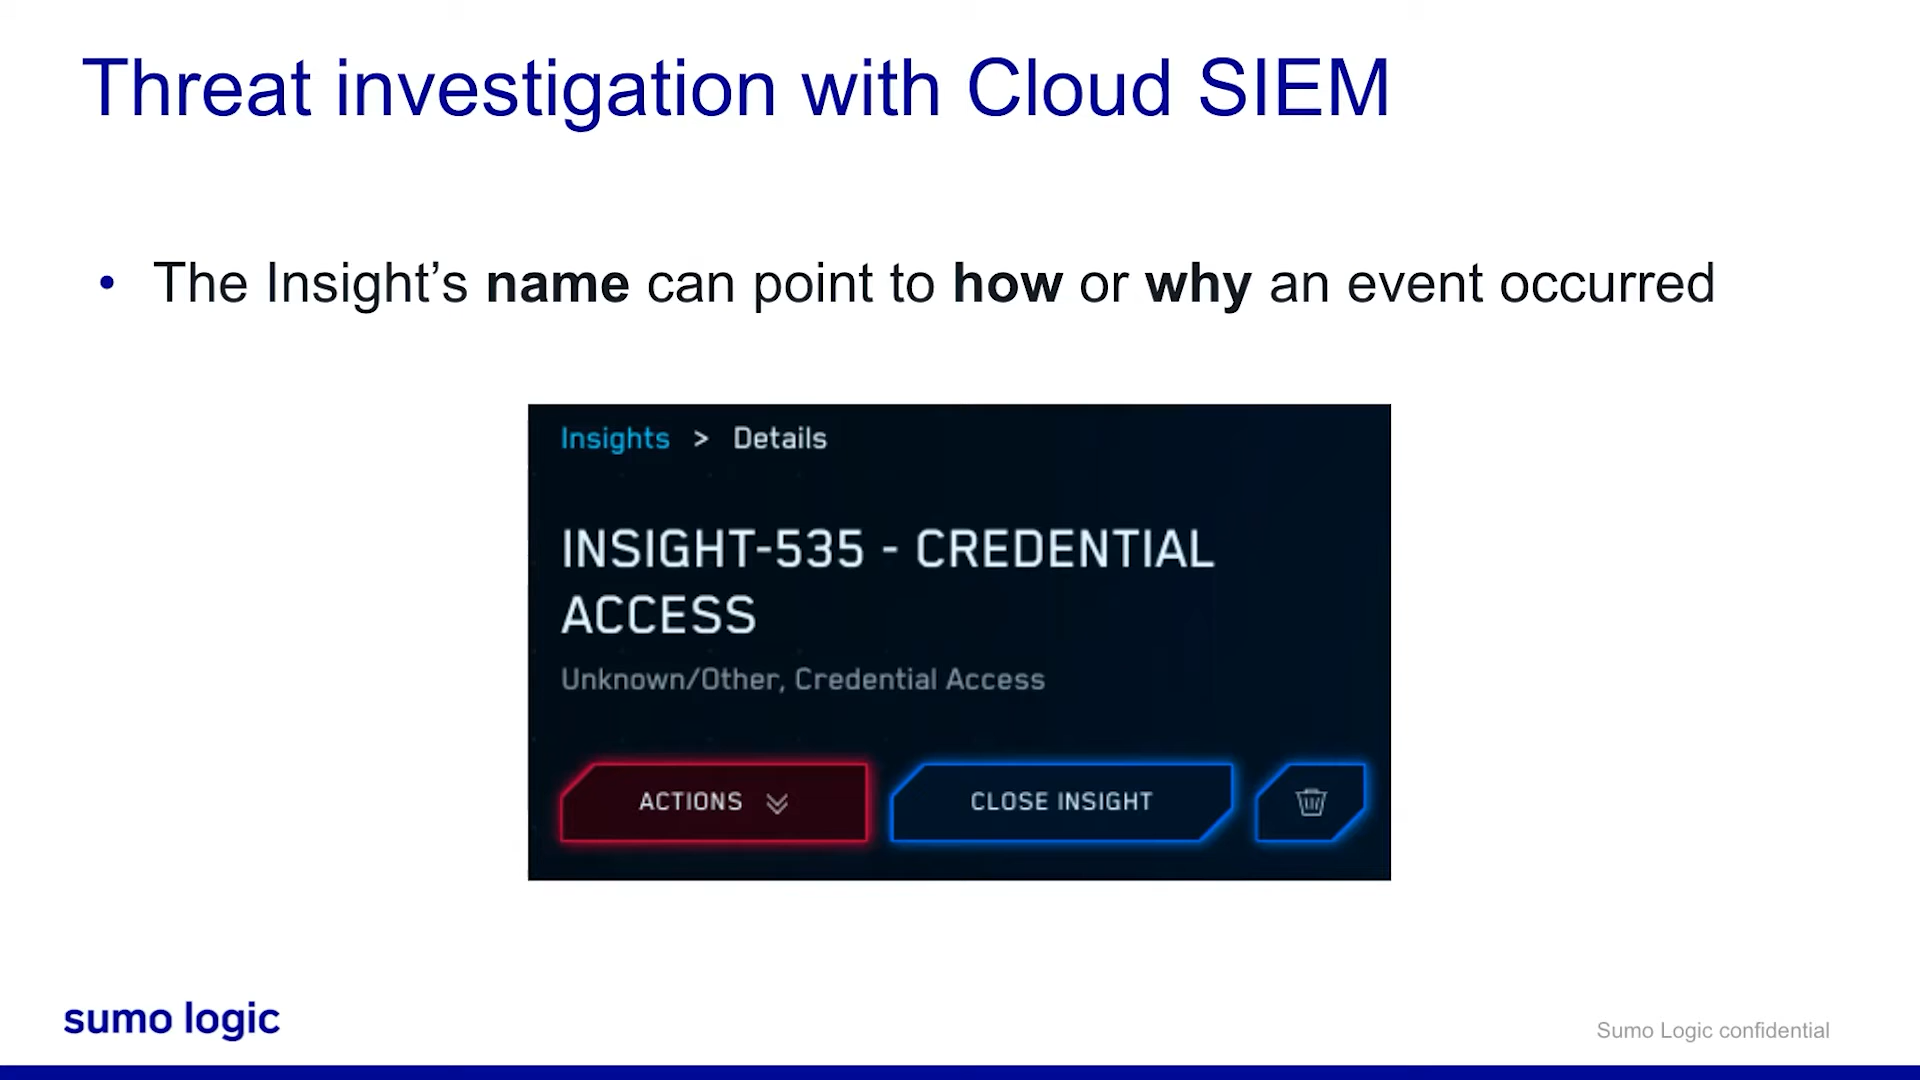 Threat investigation with Cloud SIEM
• The Insight’s name can point to how or why an event occurred
Insights > Details
INSIGHT-535 - CREDENTIAL
ACCESS
Unknown/Other, Credential Access
ACTIONS
CLOSE INSIGHT
sumo logic
Sumo Logic confidential